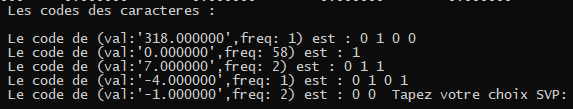 Les codes des caracteres :
Le code de (val:'318.000000',freq: 1) est : 0 1 0 0
Le code de (val:'0.000000',freq: 58) est : 1
Le code de (val:'7.000000',freq: 2) est : 0 1 1
Le code de (val:'-4.000000',freq: 1) est : 0 1 0 1
Le code de (val:'-1.000000',freq: 2) est : 0 0  Tapez votre choix SVP: